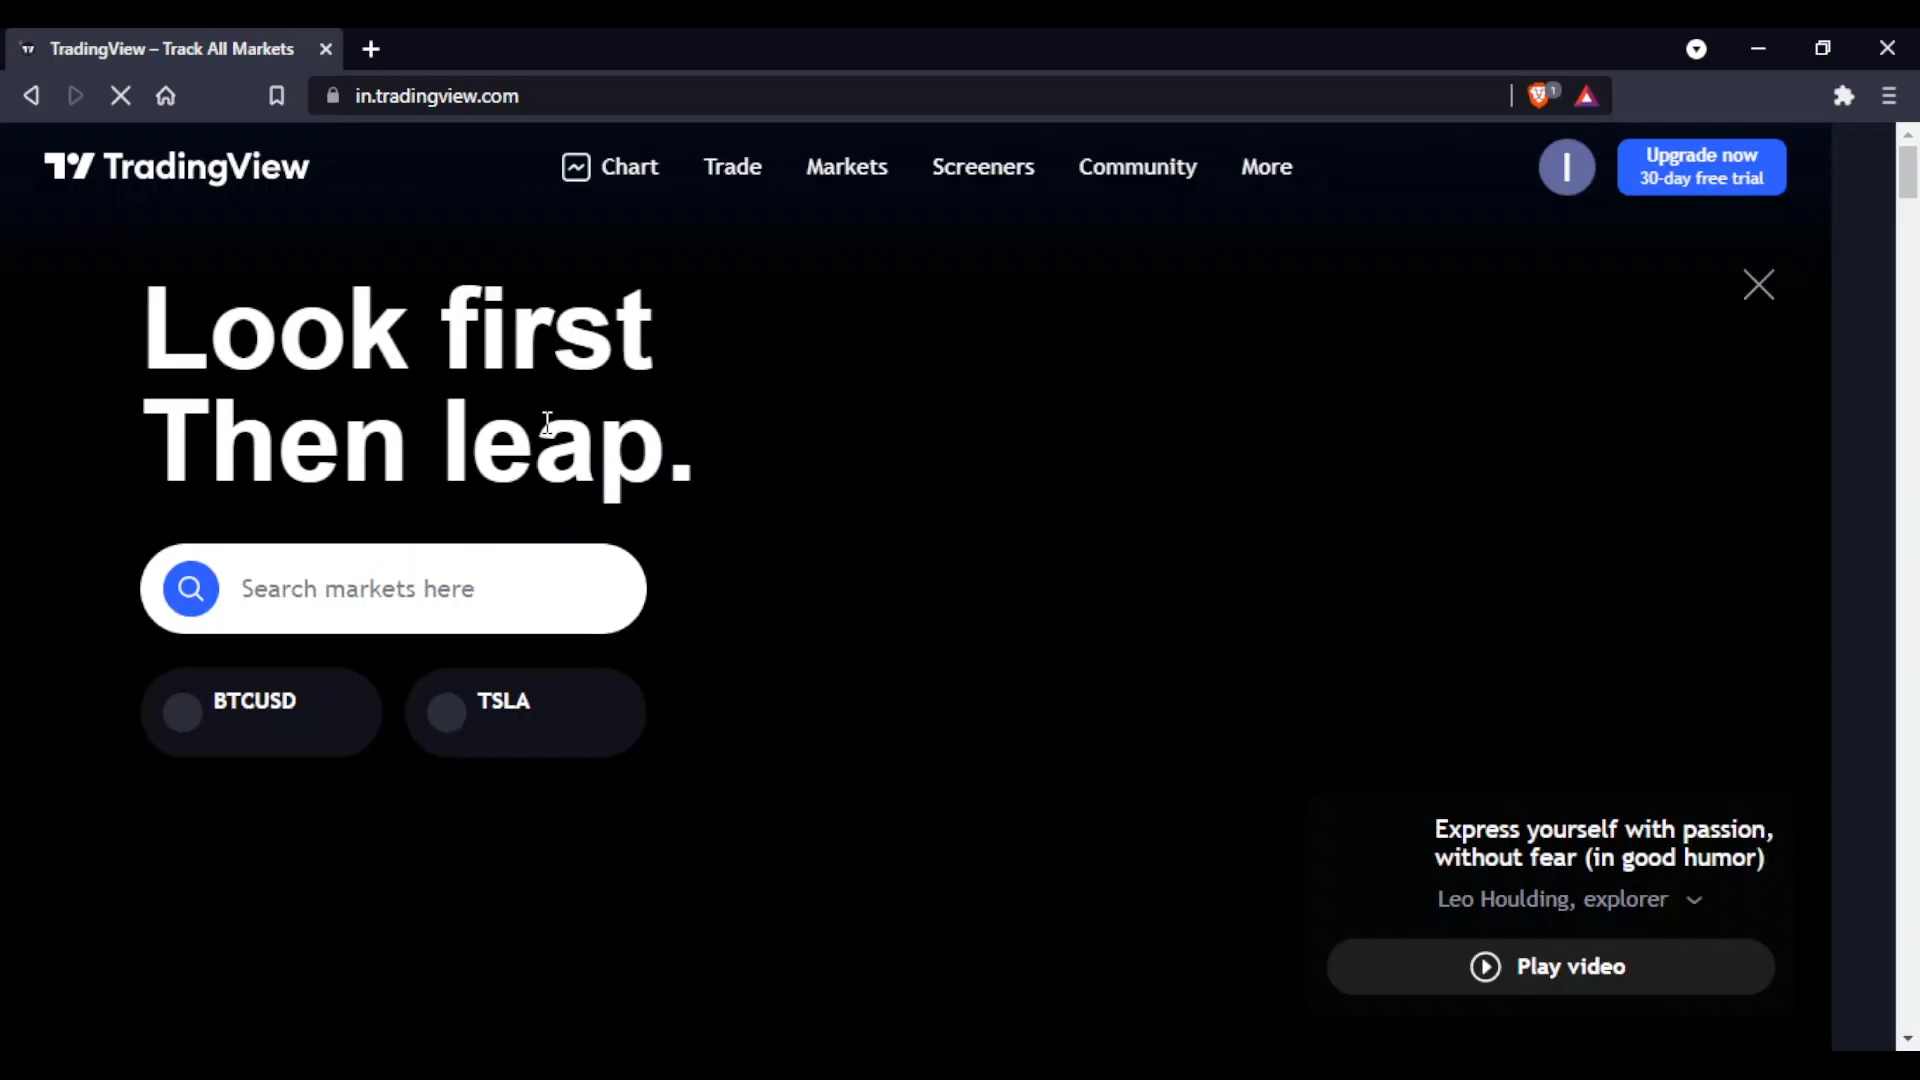 TradingView – Track All Markets
in.tradingview.com
1
TradingView
Chart
Trade
Markets
Screeners
Community
More
I
Upgrade now
30-day free trial
Look first
Then leap.
Search markets here
BTCUSD
TSLA
Express yourself with passion,
without fear (in good humor)
Leo Houlding, explorer
Play video